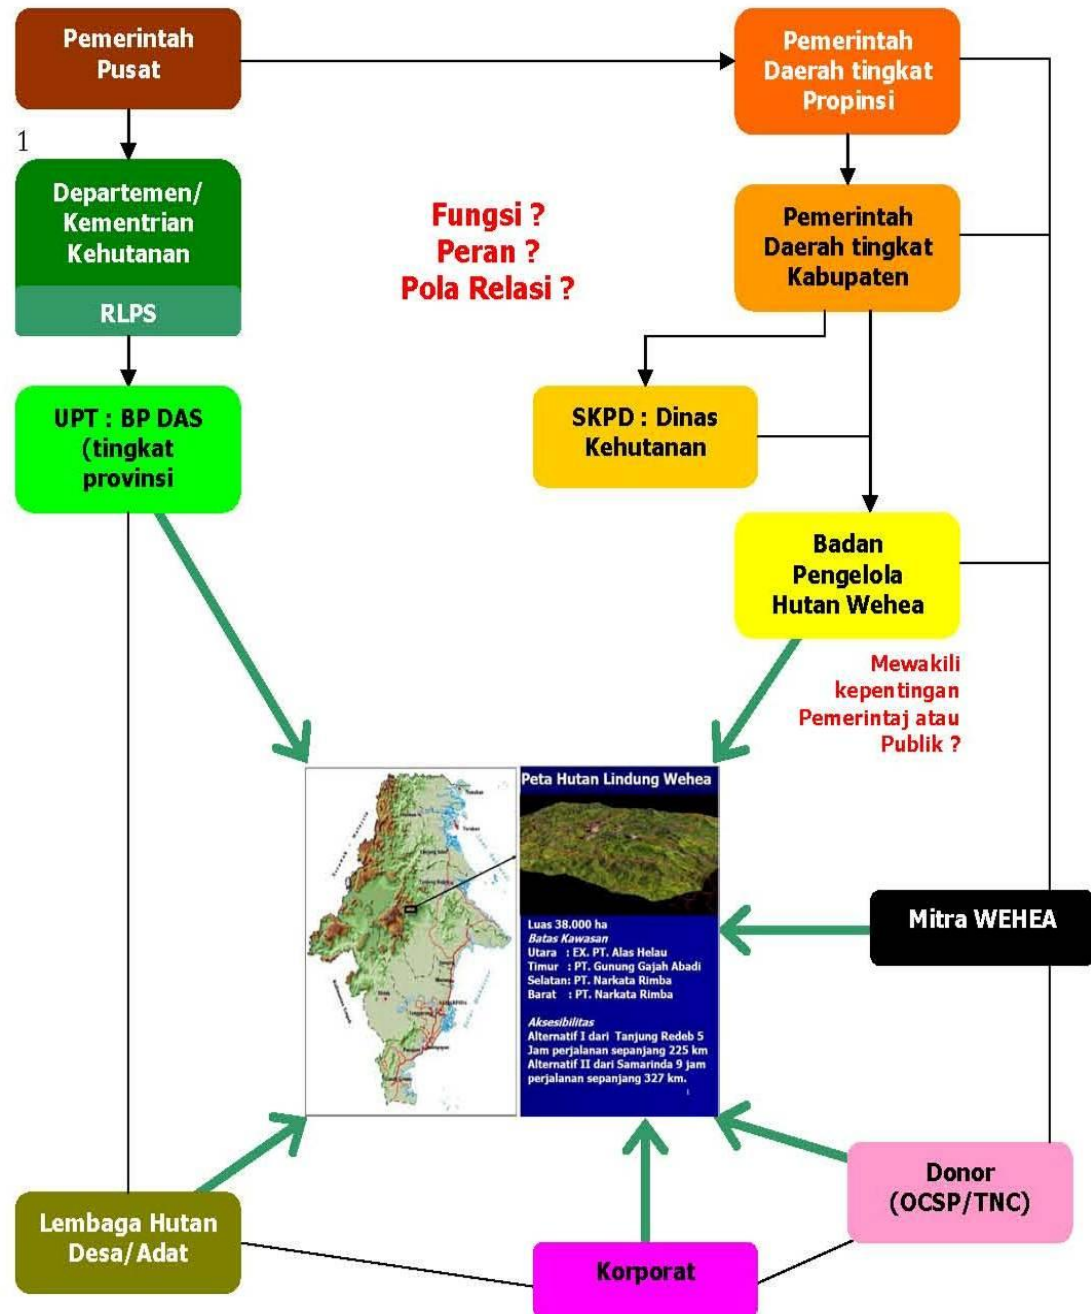 Pemerintah
Pusat
Pemerintah
Daerah tingkat
Propinsi
1
Departemen/
Kementrian
Kehutanan
RLPS
Fungsi ?
Peran ?
Pola Relasi ?
Pemerintah
Daerah tingkat
Kabupaten
UPT : BP DAS
(tingkat
provinsi
SKPD : Dinas
Kehutanan
Badan
Pengelola
Hutan Wehea
Mewakili
kepentingan
Pemerintaj atau
Publik ?
Peta Hutan Lindung Wehea
Luas 38.000 ha
Batas Kawasan
Utara : EX. PT. Alas Helau
Timur : PT. Gunung Gajah Abadi
Selatan: PT. Narkata Rimba
Barat : PT. Narkata Rimba
Aksesibilitas
Alternatif I dari Tanjung Redeb 5
Jam perjalanan sepanjang 225 km
Alternatif II dari Samarinda 9 jam
perjalanan sepanjang 327 km.
Mitra WEHEA
Donor
(OCSP/TNC)
Lembaga Hutan
Desa/Adat
Korporat